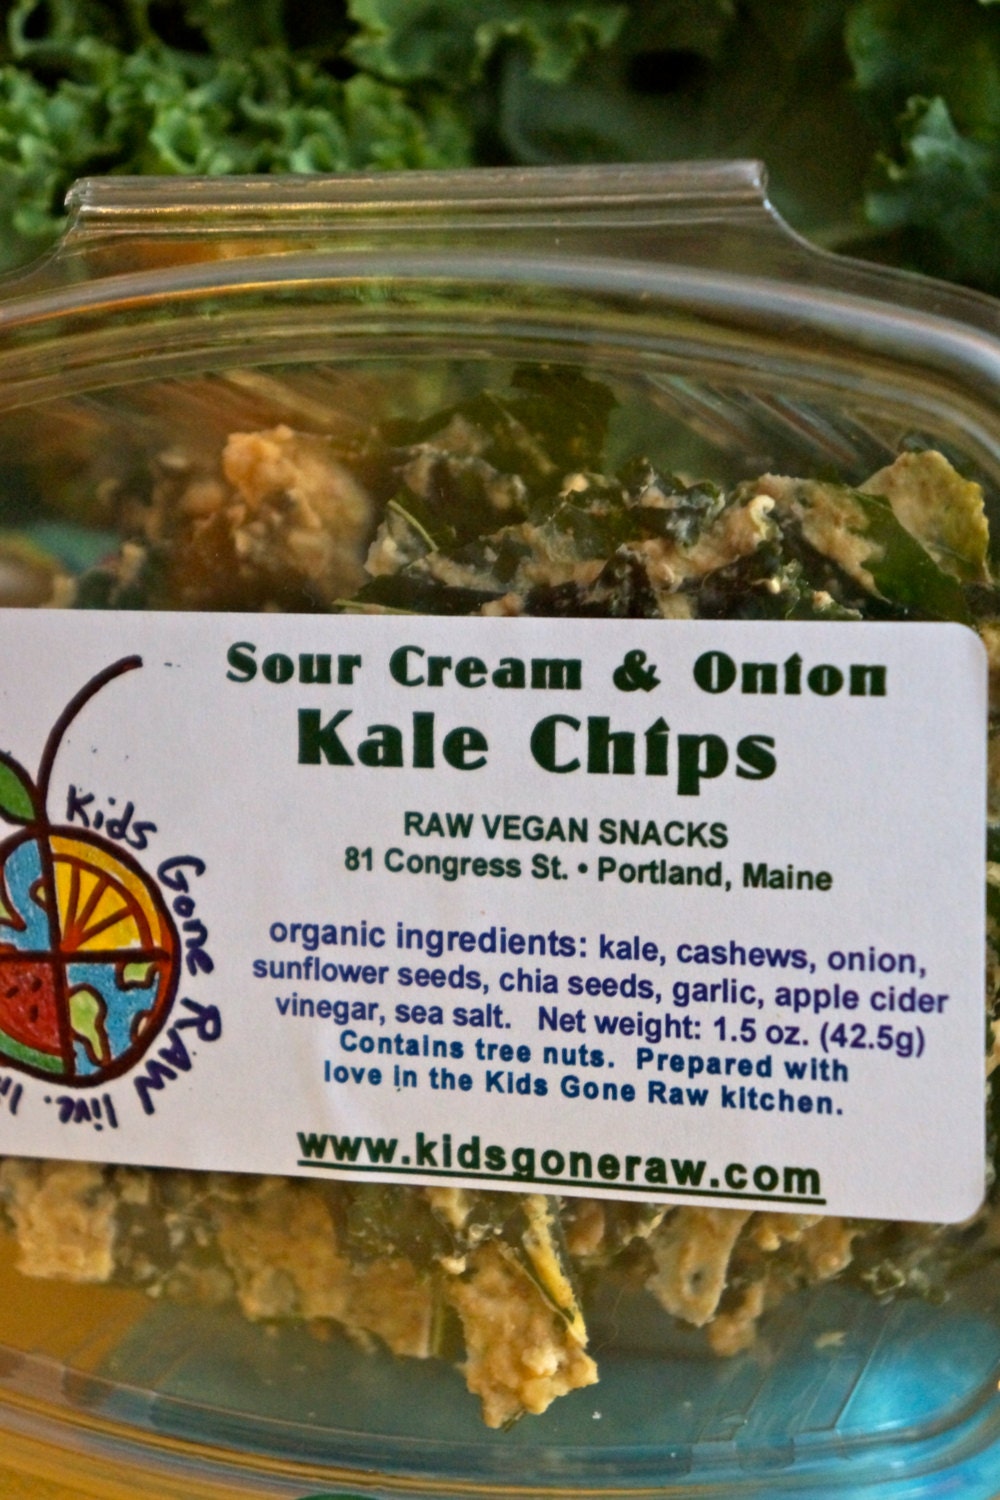 Sour Cream & Onion
Kale Chips
RAW VEGAN SNACKS
81 Congress St. • Portland, Maine
organic ingredients: kale, cashews, onion,
sunflower seeds, chia seeds, garlic, apple cider
vinegar, sea salt. Net weight: 1.5 oz. (42.5g)
Contains tree nuts. Prepared with
love in the Kids Gone Raw kitchen.
www.kidsgoneraw.com
Kids Gone RAW
live.